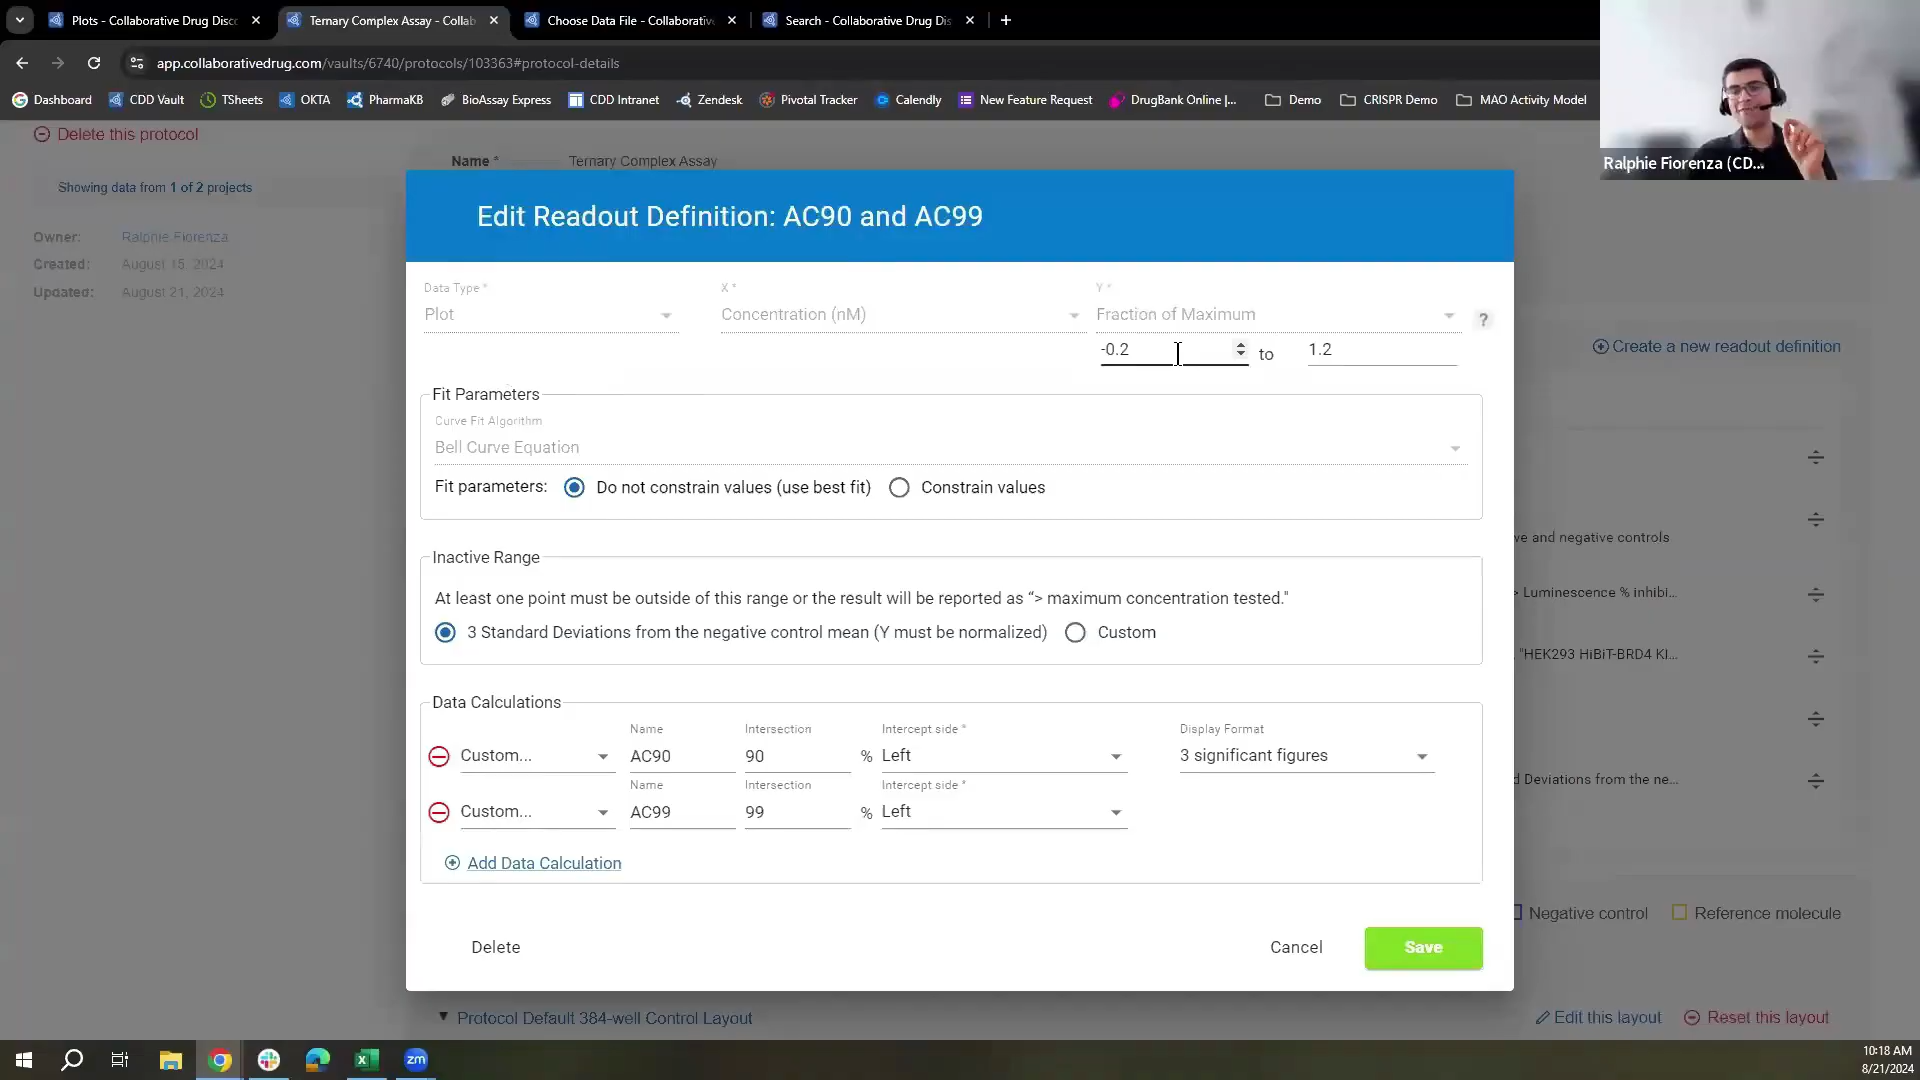 Plots - Collaborative Drug Disc
Ternary Complex Assay - Collab
Choose Data File - Collaborative
Search - Collaborative Drug Dis
app.collaborativedrug.com/vaults/6740/protocols/103363#protocol-details
Dashboard CDD Vault TSheets OKTA PharmaKB BioAssay Express CDD Intranet Zendesk Pivotal Tracker Calendly New Feature Request DrugBank Online |... Demo CRISPR Demo MAO Activity Model
Ralphie Fiorenza (CD...
Delete this protocol
Name * Ternary Complex Assay
Showing data from 1 of 2 projects
Owner: Ralphie Fiorenza
Created: August 15, 2024
Updated: August 21, 2024
Edit Readout Definition: AC90 and AC99
Data Type * X * Y *
Plot Concentration (nM) Fraction of Maximum ?
-0.2 to 1.2
Create a new readout definition
Fit Parameters
Curve Fit Algorithm
Bell Curve Equation
Fit parameters: Do not constrain values (use best fit) Constrain values
ve and negative controls
Inactive Range
At least one point must be outside of this range or the result will be reported as “> maximum concentration tested."
> Luminescence % inhibi...
3 Standard Deviations from the negative control mean (Y must be normalized) Custom
"HEK293 HiBiT-BRD4 KI...
Data Calculations
Name Intersection Intercept side * Display Format
Custom... AC90 90 % Left 3 significant figures
d Deviations from the ne...
Name Intersection Intercept side *
Custom... AC99 99 % Left
Add Data Calculation
Negative control Reference molecule
Delete Cancel Save
Protocol Default 384-well Control Layout Edit this layout Reset this layout
zm
10:18 AM
8/21/2024